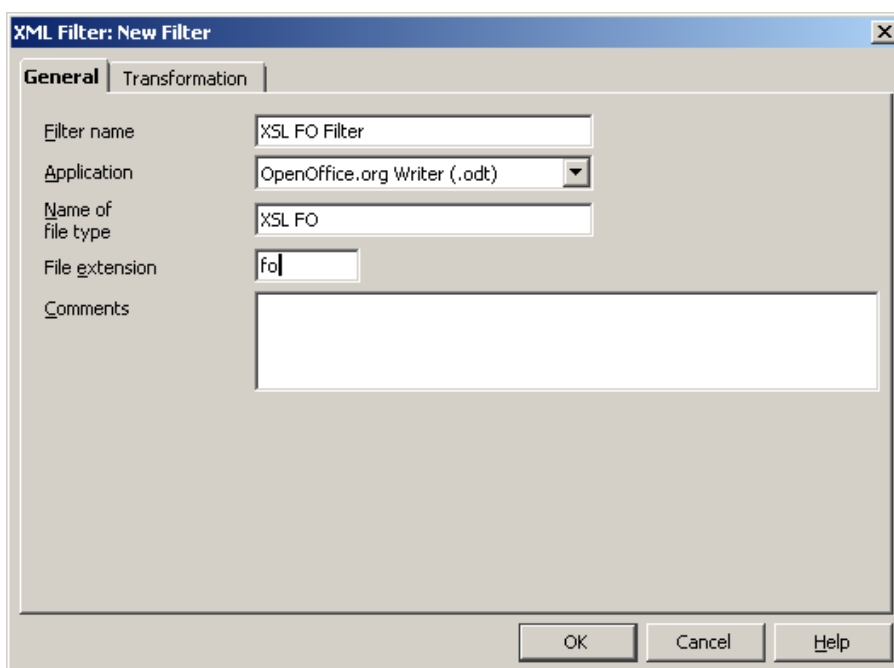 XML Filter: New Filter
General Transformation
Filter name XSL FO Filter
Application OpenOffice.org Writer (.odt)
Name of
file type XSL FO
File extension fo
Comments
OK Cancel Help